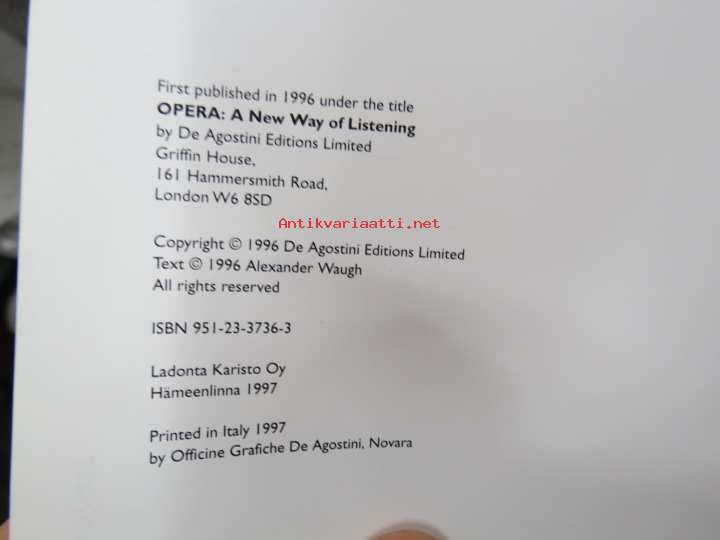 First published in 1996 under the title
OPERA: A New Way of Listening
by De Agostini Editions Limited
Griffin House,
161 Hammersmith Road,
London W6 8SD
Antikvariaatti.net
Copyright © 1996 De Agostini Editions Limited
Text © 1996 Alexander Waugh
All rights reserved
ISBN 951-23-3736-3
Ladonta Karisto Oy
Hämeenlinna 1997
Printed in Italy 1997
by Officine Grafiche De Agostini, Novara